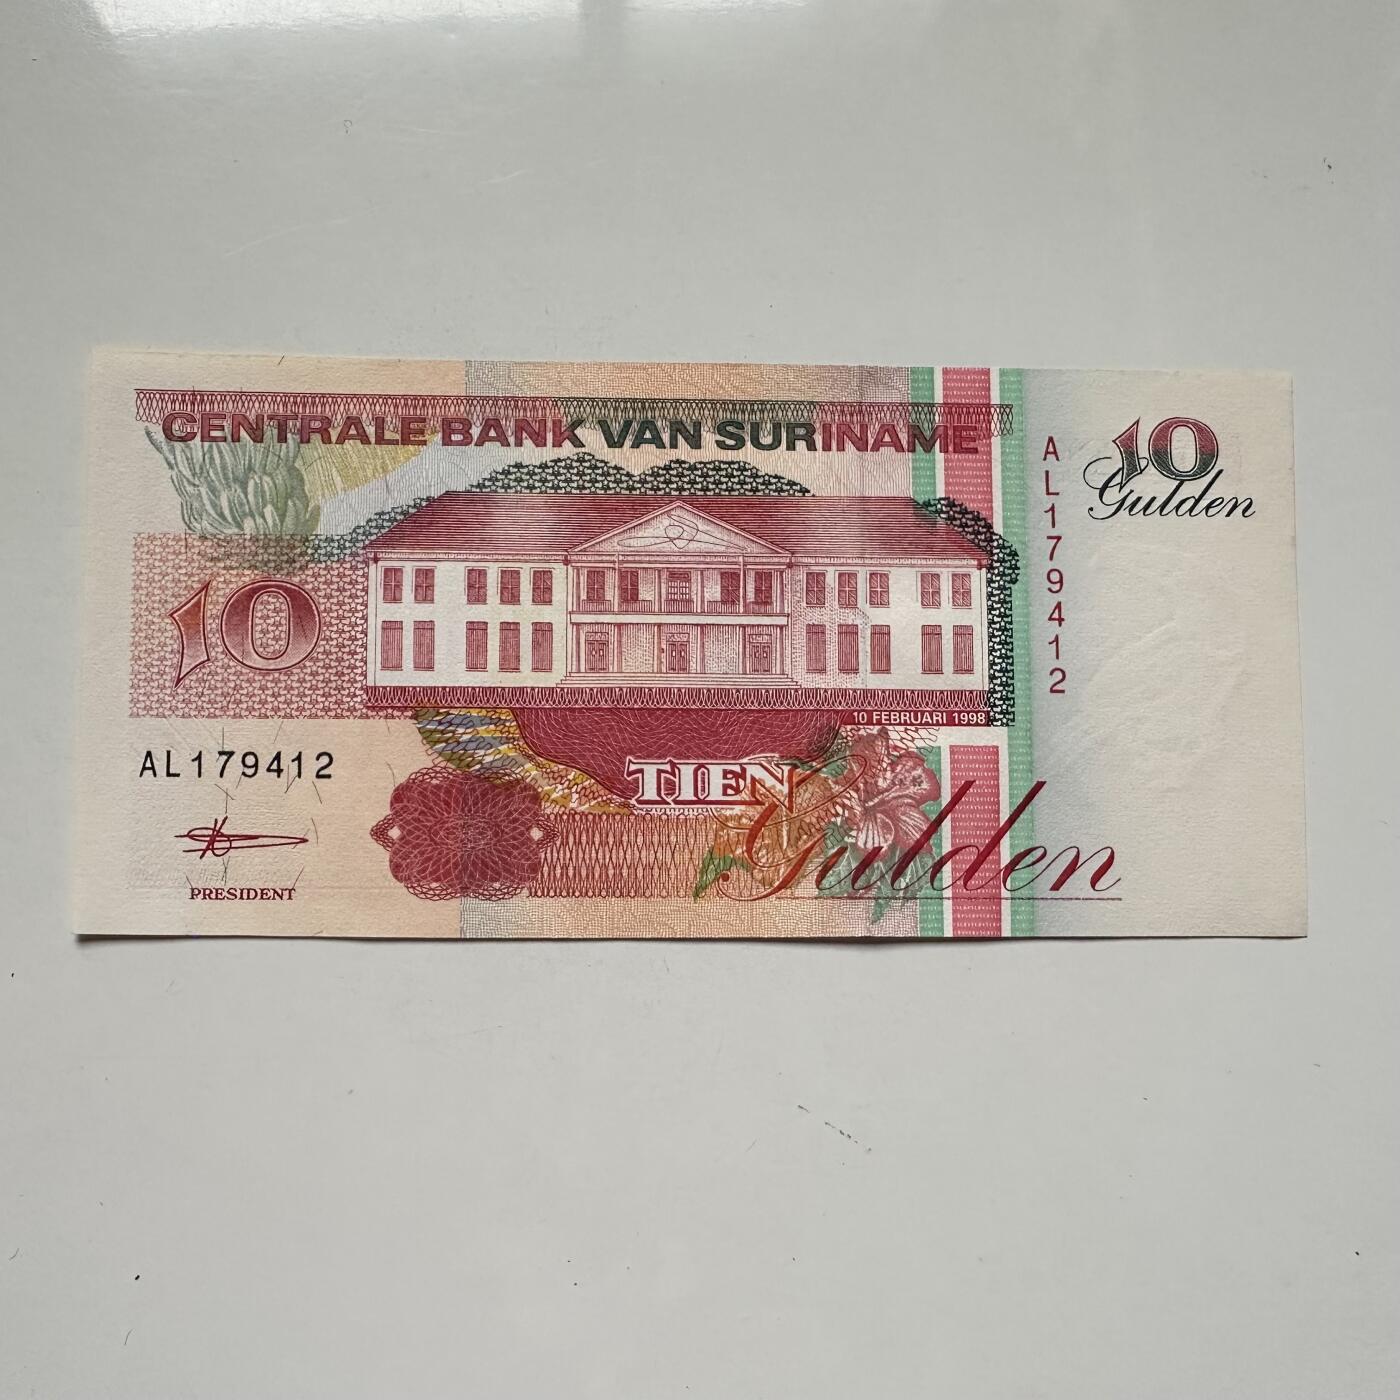 CENTRALE BANK VAN SURINAME
10
Gulden
AL179412
10
10 FEBRUARI 1998
AL179412
TIEN
Gulden
PRESIDENT